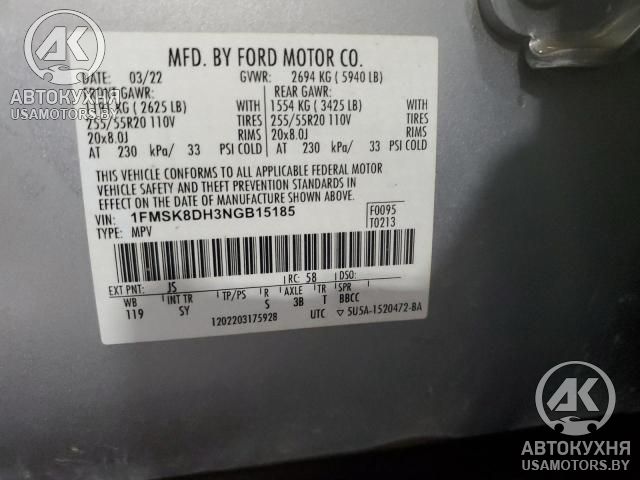 MFD. BY FORD MOTOR CO.
DATE: 03/22 GVWR: 2694 KG ( 5940 LB)
GAWR: REAR GAWR:
KG ( 2625 LB) WITH 1554 KG ( 3425 LB) WITH
255/55R20 110V TIRES 255/55R20 110V TIRES
20x8.0J RIMS 20x8.0J RIMS
AT 230 kPa/ 33 PSI COLD AT 230 kPa/ 33 PSI COLD
THIS VEHICLE CONFORMS TO ALL APPLICABLE FEDERAL MOTOR
VEHICLE SAFETY AND THEFT PREVENTION STANDARDS IN
EFFECT ON THE DATE OF MANUFACTURE SHOWN ABOVE.
VIN: 1FMSK8DH3NGB15185 F0095
TYPE: MPV T0213
EXT PNT: JS RC: 58 DSO:
WB INT TR TP/PS R AXLE TR SPR
119 SY S 3B T BBCC
1202203175928 UTC ▽ 5U5A-1520472-BA
АВТОКУХНЯ
USAMOTORS.BY
AK
АВТОКУХНЯ
USAMOTORS.BY
AK
АВТОКУХНЯ
USAMOTORS.BY